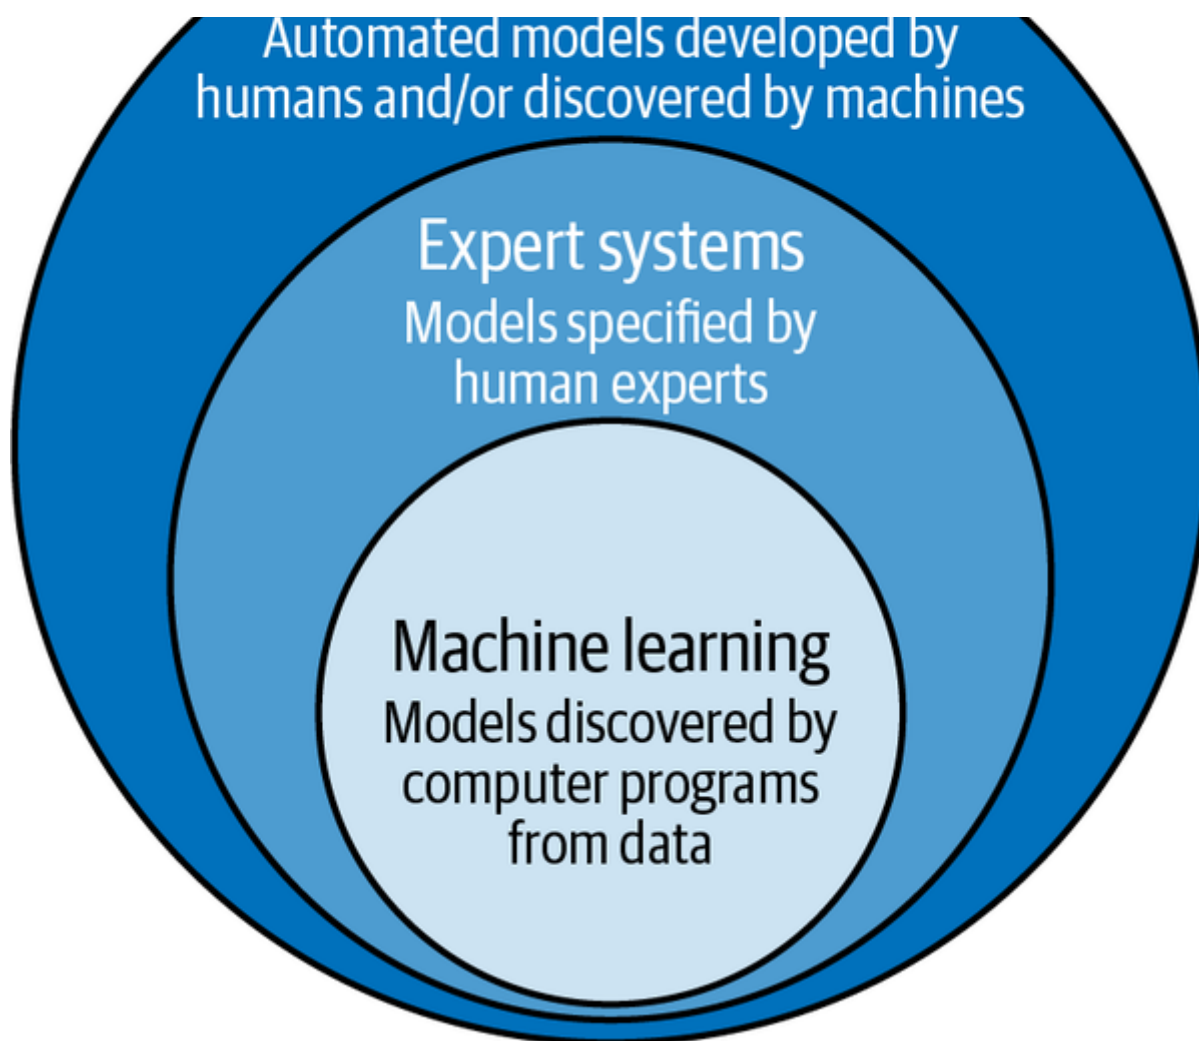 Automated models developed by
humans and/or discovered by machines
Expert systems
Models specified by
human experts
Machine learning
Models discovered by
computer programs
from data